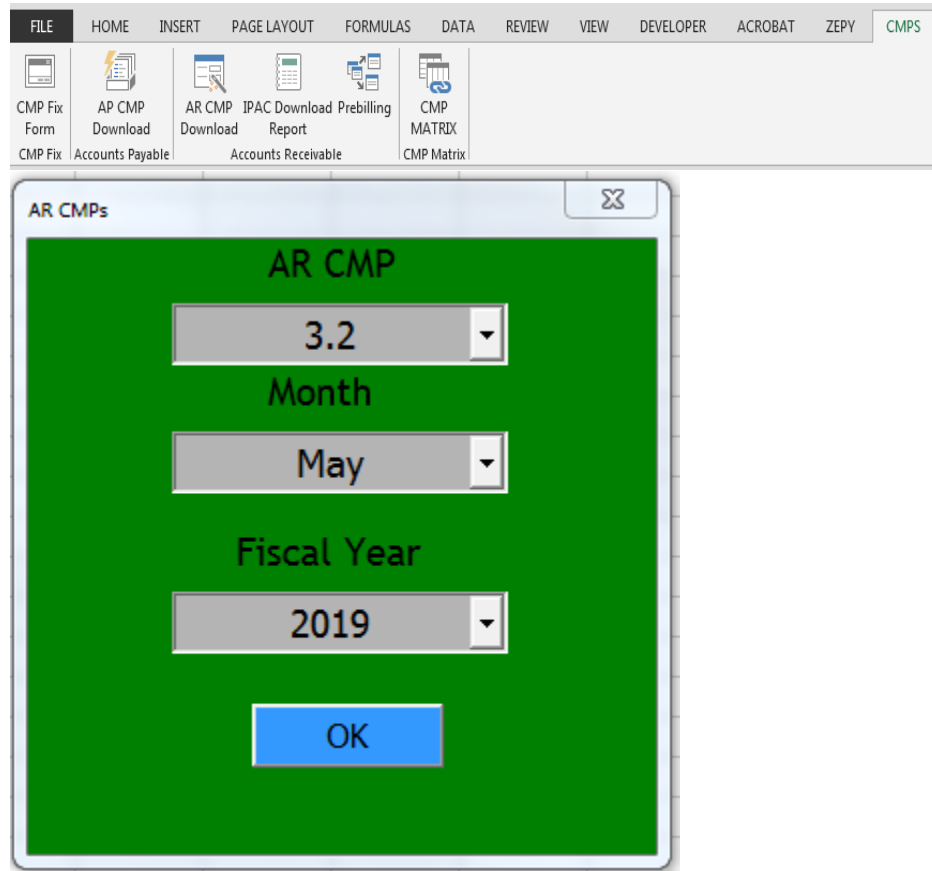 FILE HOME INSERT PAGE LAYOUT FORMULAS DATA REVIEW VIEW DEVELOPER ACROBAT ZEPY CMPS
CMP Fix AP CMP AR CMP IPAC Download Prebilling CMP
Form Download Download Report MATRIX
CMP Fix Accounts Payable Accounts Receivable CMP Matrix
AR CMPs
AR CMP
3.2
Month
May
Fiscal Year
2019
OK